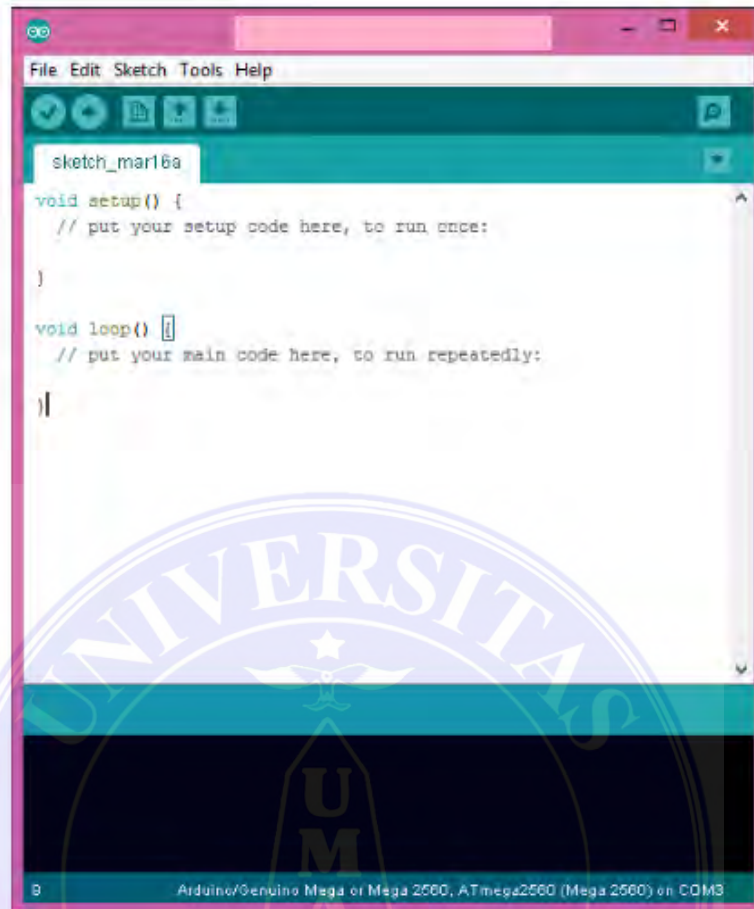 File Edit Sketch Tools Help
sketch_mar16a
void setup() {
  // put your setup code here, to run once:
}
void loop() {
  // put your main code here, to run repeatedly:
}
UNIVERSITAS
U
M
A
9 Arduino/Genuino Mega or Mega 2560, ATmega2560 (Mega 2560) on COM3